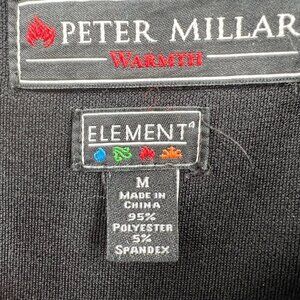 PETER MILLAR
WARMTH
ELEMENT4
M
MADE IN
CHINA
95%
POLYESTER
5%
SPANDEX